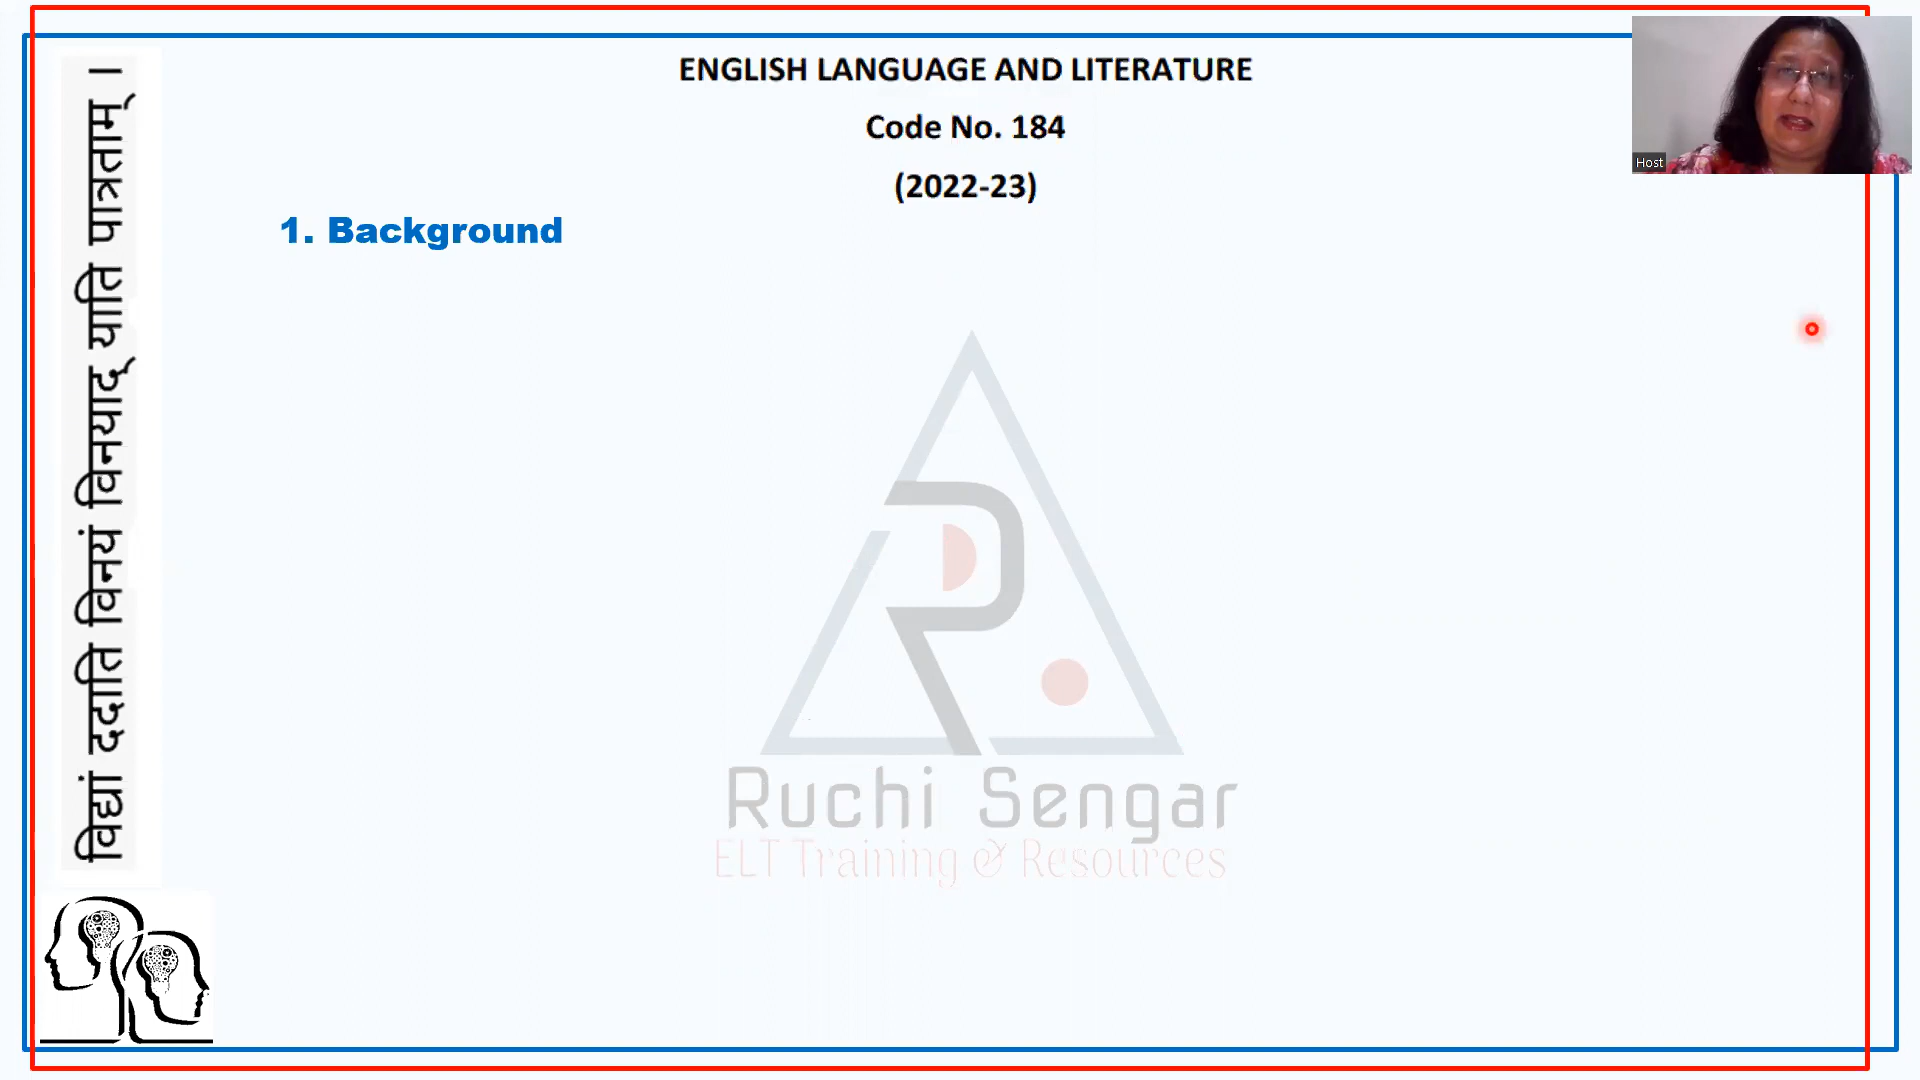 ENGLISH LANGUAGE AND LITERATURE
Code No. 184
(2022-23)
Host
1. Background
विद्यां ददाति विनयं विनयाद् याति पात्रताम् ।
Ruchi Sengar
ELT Training & Resources